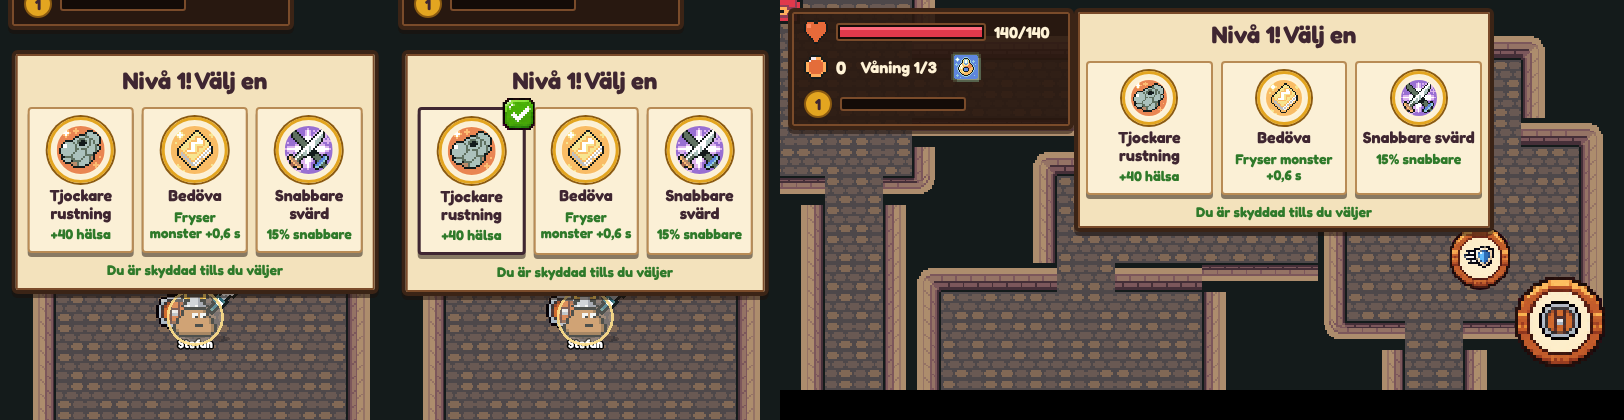 1
Nivå 1! Välj en
Tjockare
rustning
+40 hälsa
Bedöva
Fryser
monster +0,6 s
Snabbare
svärd
15% snabbare
Du är skyddad tills du väljer
Stefan
1
Nivå 1! Välj en
Tjockare
rustning
+40 hälsa
Bedöva
Fryser
monster +0,6 s
Snabbare
svärd
15% snabbare
Du är skyddad tills du väljer
Stefan
140/140
0 Våning 1/3
1
Nivå 1! Välj en
Tjockare
rustning
+40 hälsa
Bedöva
Fryser monster
+0,6 s
Snabbare svärd
15% snabbare
Du är skyddad tills du väljer